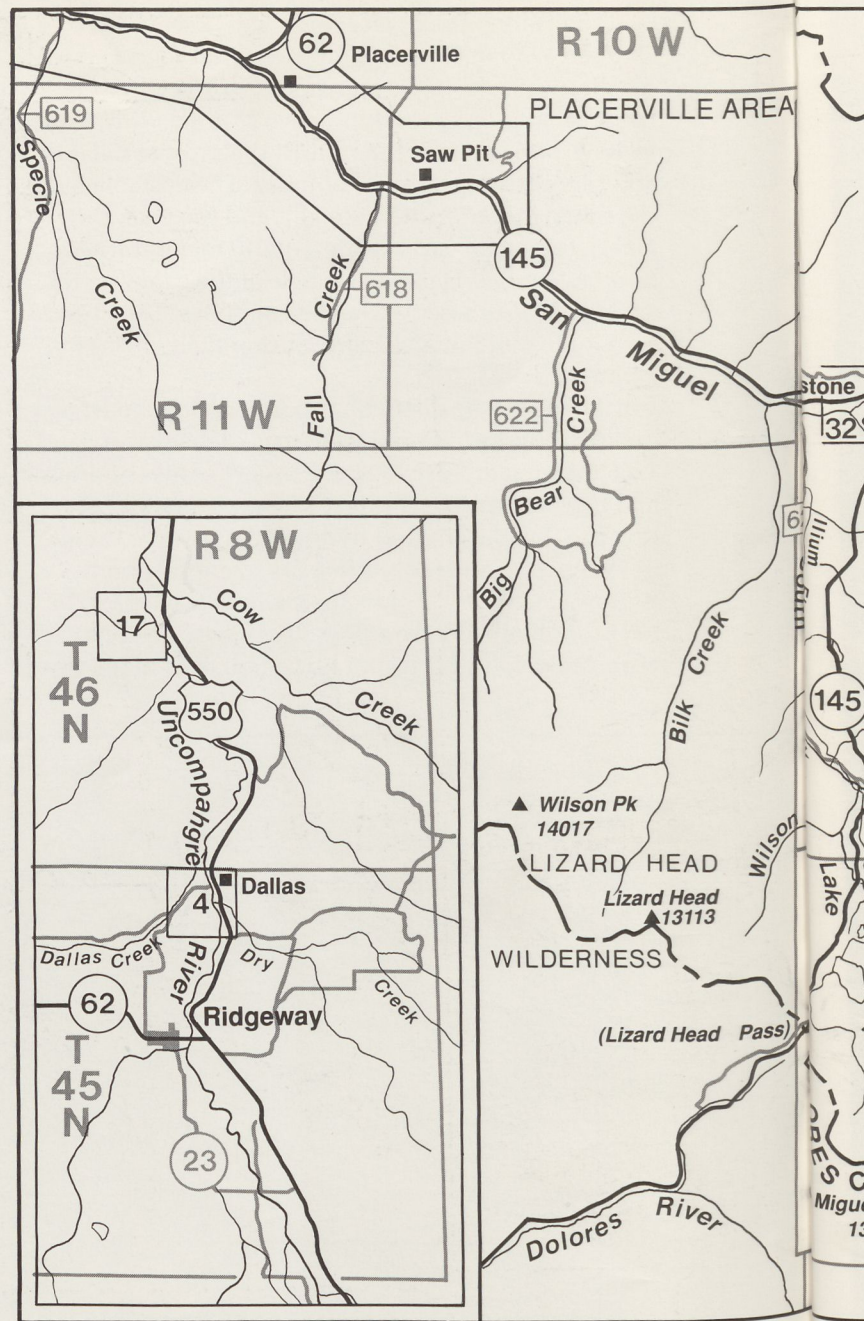 62
Placerville
R 10 W
619
PLACERVILLE AREA
Saw Pit
Specie
Creek
145
Creek
618
San
Miguel
stone
R 11 W
Fall
622
Creek
32
Bear
Big
Ilium
Bilk Creek
145
Wilson Pk
14017
LIZARD HEAD
Lizard Head
13113
WILDERNESS
Wilson
Lake
(Lizard Head Pass)
Dolores River
Migue
13
R 8 W
Cow
Creek
17
T
46
N
550
Uncompahgre
River
Dallas
4
Dallas Creek
Dry
Creek
62
Ridgeway
T
45
N
23